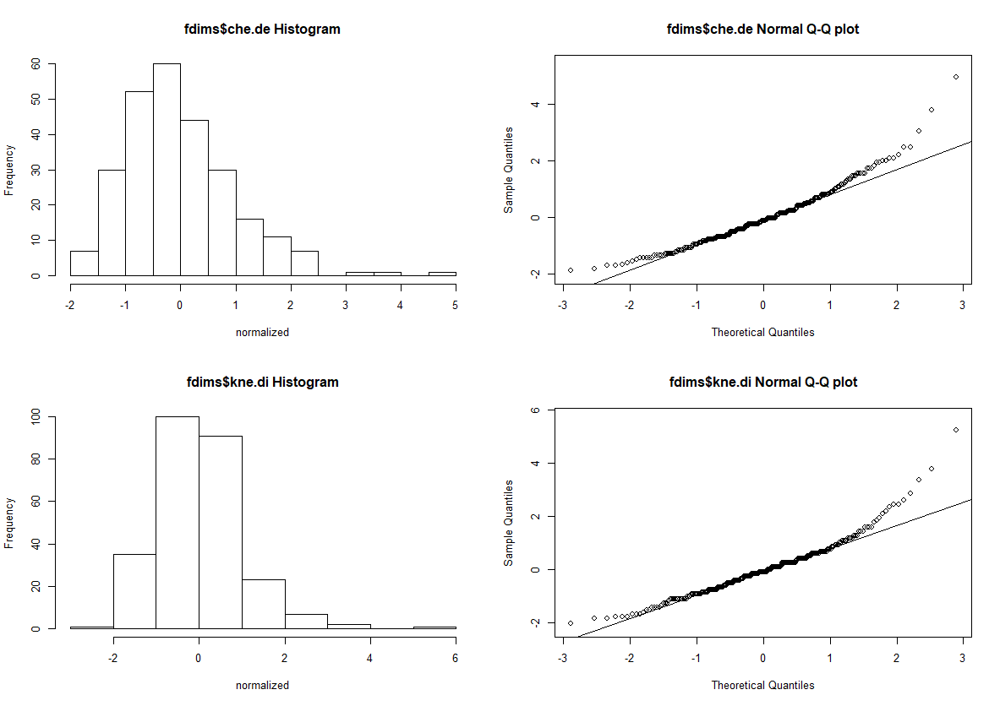 fdims$che.de Histogram
Frequency
0 10 20 30 40 50 60
-2 -1 0 1 2 3 4 5
normalized
fdims$che.de Normal Q-Q plot
Sample Quantiles
-2 0 2 4
-3 -2 -1 0 1 2 3
Theoretical Quantiles
fdims$kne.di Histogram
Frequency
0 20 40 60 80 100
-2 0 2 4 6
normalized
fdims$kne.di Normal Q-Q plot
Sample Quantiles
-2 0 2 4 6
-3 -2 -1 0 1 2 3
Theoretical Quantiles